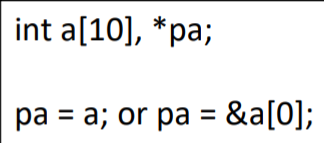 int a[10], *pa;
pa = a; or pa = &a[0];